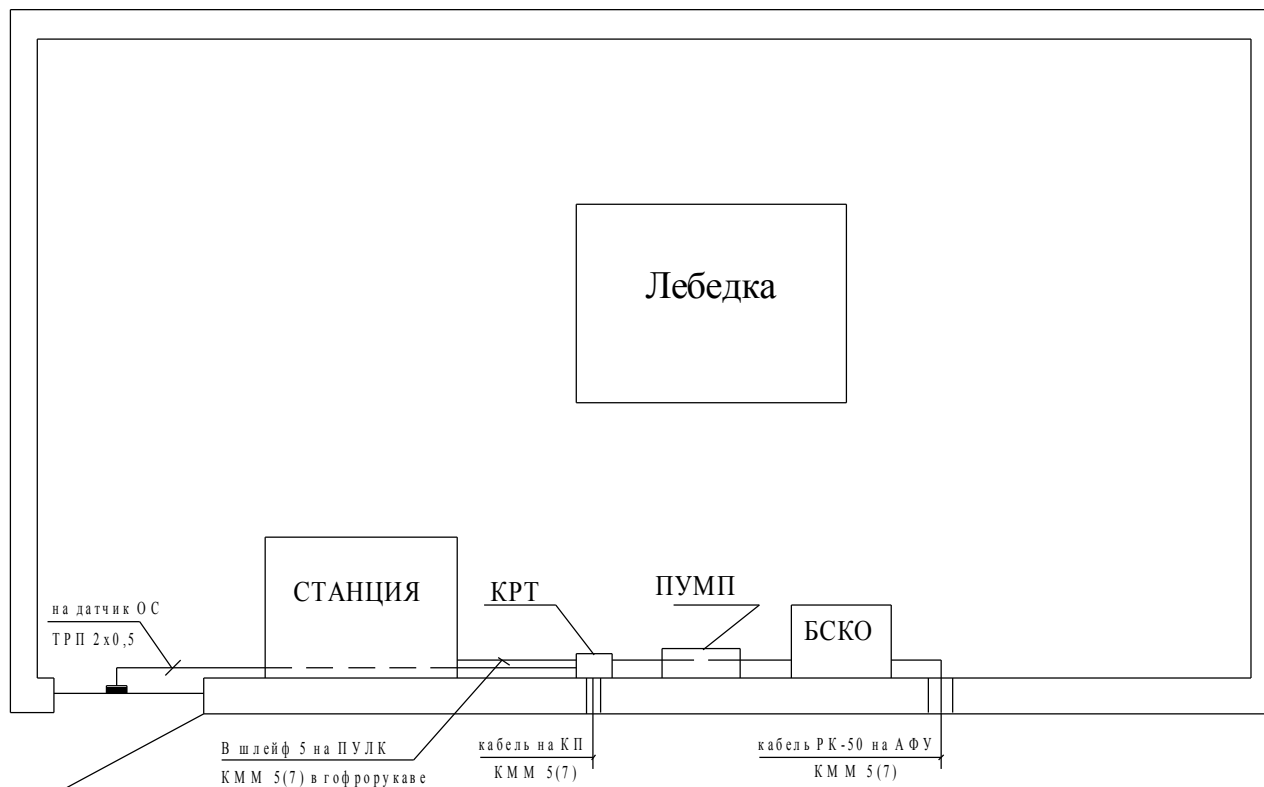 Лебедка
СТАНЦИЯ
КРТ
ПУМП
БСКО
на датчик ОС
ТРП 2х0,5
В шлейф 5 на ПУЛК
КММ 5(7) в гофрорукаве
кабель на КП
КММ 5(7)
кабель РК-50 на АФУ
КММ 5(7)